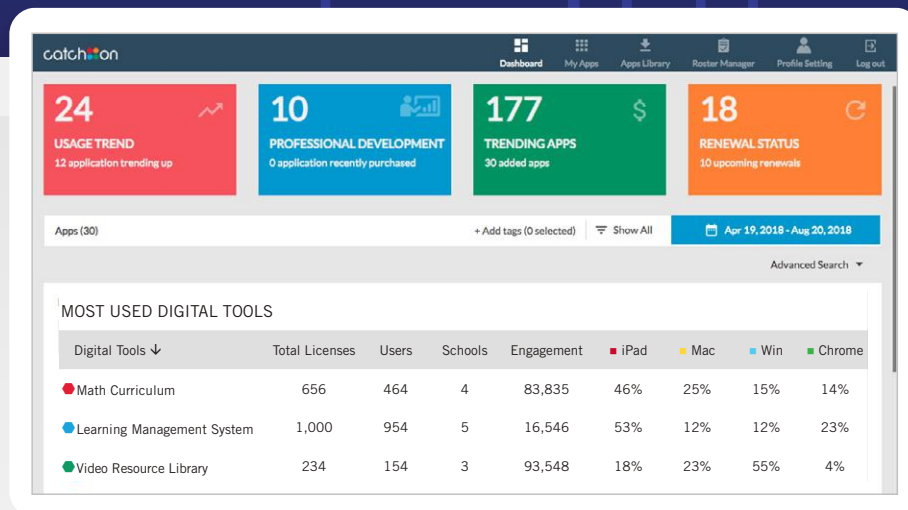 catchon
Dashboard My Apps Apps Library Roster Manager Profile Setting Log out
24 10 177 $ 18
USAGE TREND PROFESSIONAL DEVELOPMENT TRENDING APPS RENEWAL STATUS
12 application trending up 0 application recently purchased 30 added apps 10 upcoming renewals
Apps (30) + Add tags (0 selected) Show All Apr 19, 2018 - Aug 20, 2018
Advanced Search
MOST USED DIGITAL TOOLS
Digital Tools ↓ Total Licenses Users Schools Engagement iPad Mac Win Chrome
Math Curriculum 656 464 4 83,835 46% 25% 15% 14%
Learning Management System 1,000 954 5 16,546 53% 12% 12% 23%
Video Resource Library 234 154 3 93,548 18% 23% 55% 4%